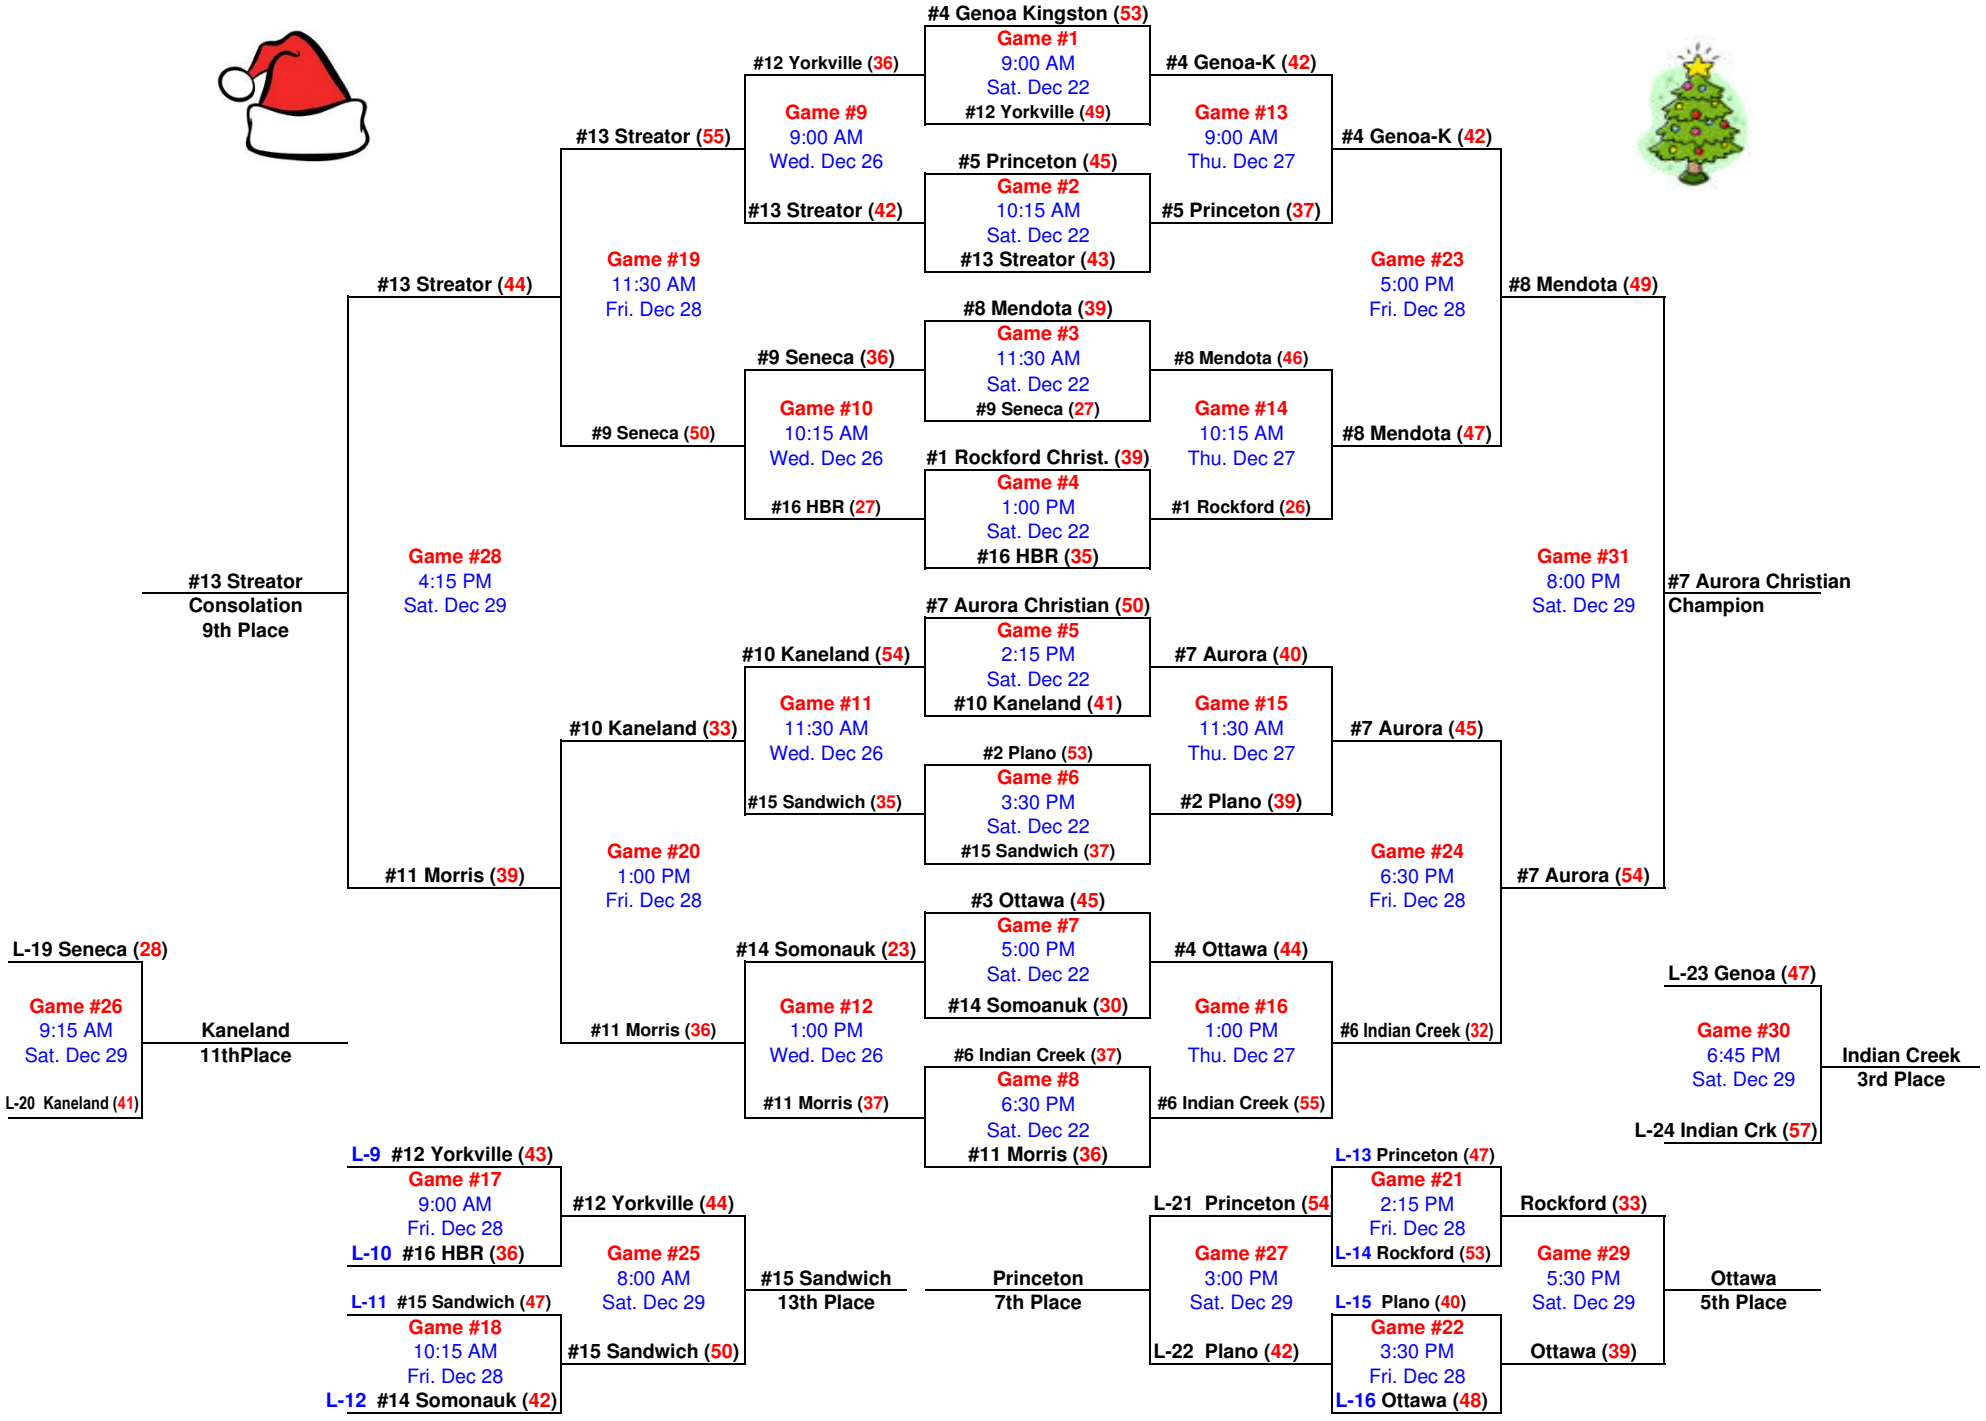 #4 Genoa Kingston (53)
Game #1
9:00 AM
Sat. Dec 22
#12 Yorkville (49)
#5 Princeton (45)
Game #2
10:15 AM
Sat. Dec 22
#13 Streator (43)
#8 Mendota (39)
Game #3
11:30 AM
Sat. Dec 22
#9 Seneca (27)
#1 Rockford Christ. (39)
Game #4
1:00 PM
Sat. Dec 22
#16 HBR (35)
#7 Aurora Christian (50)
Game #5
2:15 PM
Sat. Dec 22
#10 Kaneland (41)
#2 Plano (53)
Game #6
3:30 PM
Sat. Dec 22
#15 Sandwich (37)
#3 Ottawa (45)
Game #7
5:00 PM
Sat. Dec 22
#14 Somoanuk (30)
#6 Indian Creek (37)
Game #8
6:30 PM
Sat. Dec 22
#11 Morris (36)
#12 Yorkville (36)
Game #9
9:00 AM
Wed. Dec 26
#13 Streator (42)
#9 Seneca (36)
Game #10
10:15 AM
Wed. Dec 26
#16 HBR (27)
#10 Kaneland (54)
Game #11
11:30 AM
Wed. Dec 26
#15 Sandwich (35)
#14 Somonauk (23)
Game #12
1:00 PM
Wed. Dec 26
#11 Morris (37)
#4 Genoa-K (42)
Game #13
9:00 AM
Thu. Dec 27
#5 Princeton (37)
#8 Mendota (46)
Game #14
10:15 AM
Thu. Dec 27
#1 Rockford (26)
#7 Aurora (40)
Game #15
11:30 AM
Thu. Dec 27
#2 Plano (39)
#4 Ottawa (44)
Game #16
1:00 PM
Thu. Dec 27
#6 Indian Creek (55)
#13 Streator (55)
Game #19
11:30 AM
Fri. Dec 28
#9 Seneca (50)
#10 Kaneland (33)
Game #20
1:00 PM
Fri. Dec 28
#11 Morris (36)
#4 Genoa-K (42)
Game #23
5:00 PM
Fri. Dec 28
#8 Mendota (47)
#7 Aurora (45)
Game #24
6:30 PM
Fri. Dec 28
#6 Indian Creek (32)
#13 Streator (44)
Game #28
4:15 PM
Sat. Dec 29
#11 Morris (39)
#13 Streator
Consolation
9th Place
#8 Mendota (49)
Game #31
8:00 PM
Sat. Dec 29
#7 Aurora (54)
#7 Aurora Christian
Champion
L-19 Seneca (28)
Game #26
9:15 AM
Sat. Dec 29
L-20 Kaneland (41)
Kaneland
11thPlace
L-23 Genoa (47)
Game #30
6:45 PM
Sat. Dec 29
L-24 Indian Crk (57)
Indian Creek
3rd Place
L-9 #12 Yorkville (43)
Game #17
9:00 AM
Fri. Dec 28
L-10 #16 HBR (36)
L-11 #15 Sandwich (47)
Game #18
10:15 AM
Fri. Dec 28
L-12 #14 Somonauk (42)
#12 Yorkville (44)
Game #25
8:00 AM
Sat. Dec 29
#15 Sandwich (50)
#15 Sandwich
13th Place
Princeton
7th Place
L-21 Princeton (54)
Game #27
3:00 PM
Sat. Dec 29
L-22 Plano (42)
L-13 Princeton (47)
Game #21
2:15 PM
Fri. Dec 28
L-14 Rockford (53)
L-15 Plano (40)
Game #22
3:30 PM
Fri. Dec 28
L-16 Ottawa (48)
Rockford (33)
Game #29
5:30 PM
Sat. Dec 29
Ottawa (39)
Ottawa
5th Place